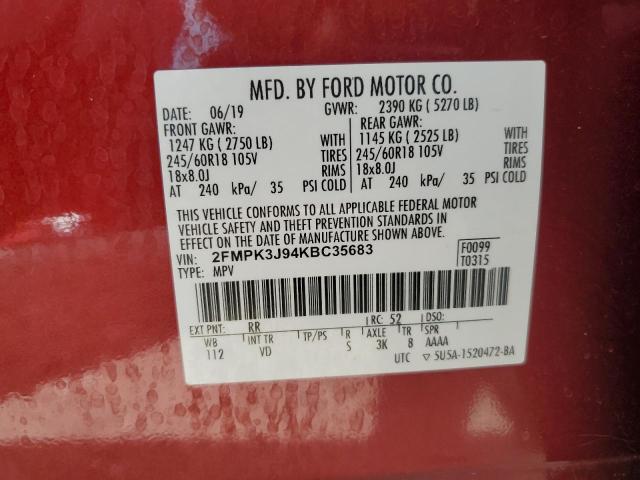 MFD. BY FORD MOTOR CO.
DATE: 06/19 GVWR: 2390 KG ( 5270 LB)
FRONT GAWR: REAR GAWR:
1247 KG ( 2750 LB) WITH 1145 KG ( 2525 LB) WITH
245/60R18 105V TIRES 245/60R18 105V TIRES
18x8.0J RIMS 18x8.0J RIMS
AT 240 kPa/ 35 PSI COLD AT 240 kPa/ 35 PSI COLD
THIS VEHICLE CONFORMS TO ALL APPLICABLE FEDERAL MOTOR
VEHICLE SAFETY AND THEFT PREVENTION STANDARDS IN
EFFECT ON THE DATE OF MANUFACTURE SHOWN ABOVE.
VIN: 2FMPK3J94KBC35683 F0099
TYPE: MPV T0315
EXT PNT: RR RC: 52 DSO:
WB INT TR TP/PS R AXLE TR SPR
112 VD S 3K 8 AAAA
UTC ▽ 5U5A-1520472-BA